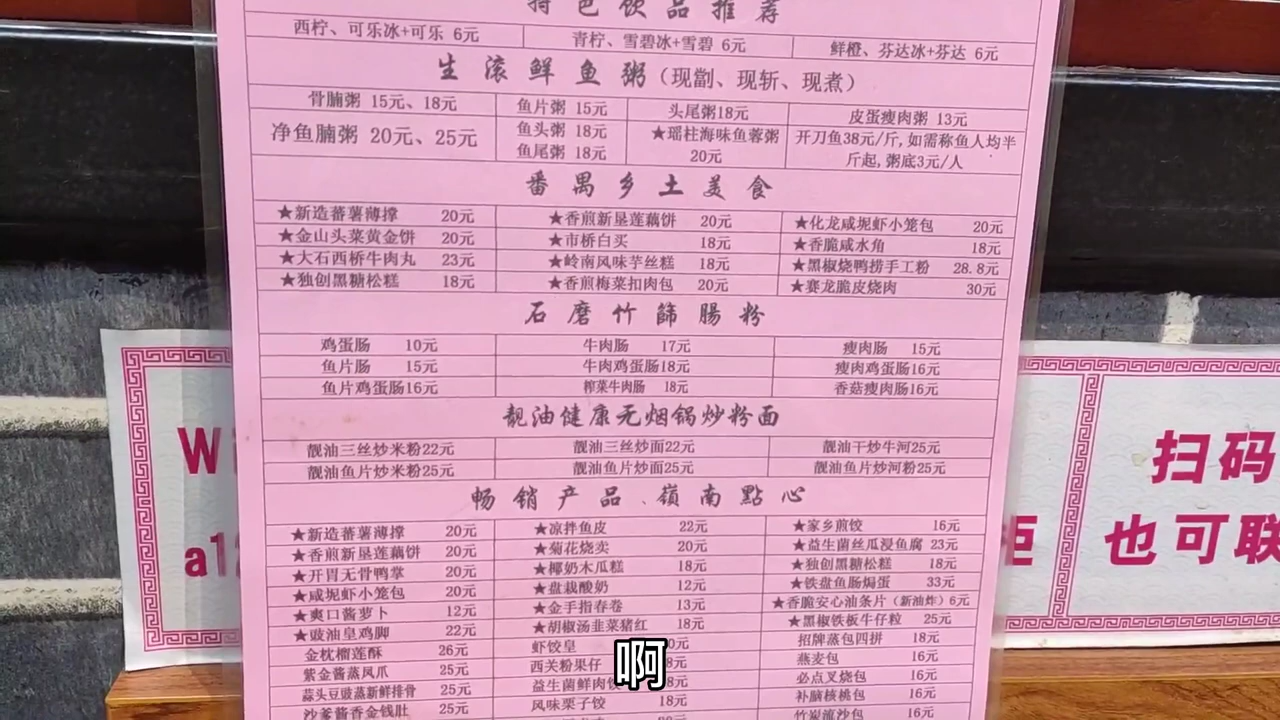 特色饮品推荐
西柠、可乐冰+可乐 6元 青柠、雪碧冰+雪碧 6元 鲜橙、芬达冰+芬达 6元
生滚鲜鱼粥(现劏、现斩、现煮)
骨腩粥 15元、18元 鱼片粥 15元 头尾粥18元 皮蛋瘦肉粥 13元
净鱼腩粥 20元、25元
鱼头粥 18元
鱼尾粥 18元
★瑶柱海味鱼蓉粥
20元
开刀鱼38元/斤,如需称鱼人均半
斤起,粥底3元/人
番禺乡土美食
★新造蕃薯薄撑 20元 ★香煎新垦莲藕饼 20元 ★化龙咸坭虾小笼包 20元
★金山头菜黄金饼 20元 ★市桥白买 18元 ★香脆咸水角 18元
★大石西桥牛肉丸 23元 ★岭南风味芋丝糕 18元 ★黑椒烧鸭捞手工粉 28.8元
★独创黑糖松糕 18元 ★香煎梅菜扣肉包 20元 ★赛龙脆皮烧肉 30元
石磨竹篩腸粉
鸡蛋肠 10元 牛肉肠 17元 瘦肉肠 15元
鱼片肠 15元 牛肉鸡蛋肠18元 瘦肉鸡蛋肠16元
鱼片鸡蛋肠16元 榨菜牛肉肠 18元 香菇瘦肉肠16元
靓油健康无烟锅炒粉面
靓油三丝炒米粉22元 靓油三丝炒面22元 靓油干炒牛河25元
靓油鱼片炒米粉25元 靓油鱼片炒面25元 靓油鱼片炒河粉25元
畅销产品、嶺南點心
★新造蕃薯薄撑 20元 ★凉拌鱼皮 22元 ★家乡煎饺 16元
★香煎新垦莲藕饼 20元 ★菊花烧卖 20元 ★益生菌丝瓜浸鱼腐 23元
★开胃无骨鸭掌 20元 ★椰奶木瓜糕 18元 ★独创黑糖松糕 18元
★咸坭虾小笼包 20元 ★盘栽酸奶 12元 ★铁盘鱼肠焗蛋 33元
★爽口酱萝卜 12元 ★金手指春卷 13元 ★香脆安心油条片(新油炸)6元
★豉油皇鸡脚 22元 ★胡椒汤韭菜猪红 18元 ★黑椒铁板牛仔粒 25元
金枕榴莲酥 26元 虾饺皇 0元 招牌蒸包四拼 18元
紫金酱蒸凤爪 25元 西关粉果仔 8元 燕麦包 16元
蒜头豆豉蒸新鲜排骨 25元 益生菌鲜肉饺 8元 必点叉烧包 16元
沙爹酱香金钱肚 25元 风味栗子饺 18元 补脑核桃包 16元
竹炭流沙包 16元
Wi
a12
柜
扫码
也可联
啊